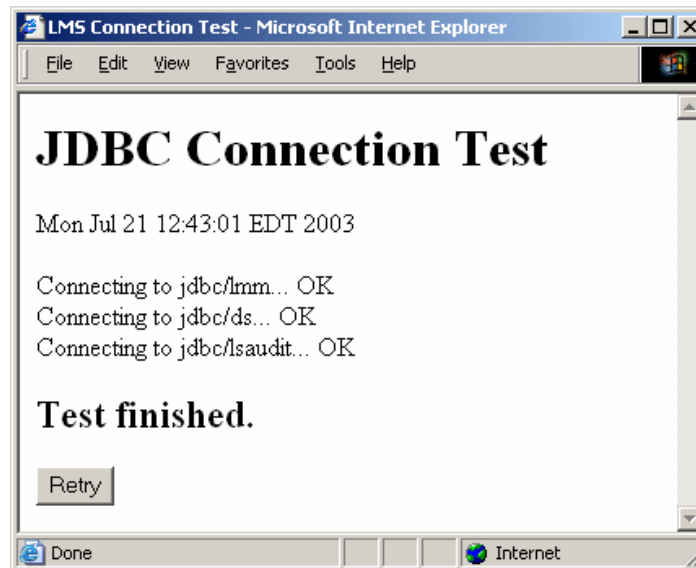 LMS Connection Test - Microsoft Internet Explorer
File Edit View Favorites Tools Help
JDBC Connection Test
Mon Jul 21 12:43:01 EDT 2003
Connecting to jdbc/lmm... OK
Connecting to jdbc/ds... OK
Connecting to jdbc/lsaudit... OK
Test finished.
Retry
Done Internet